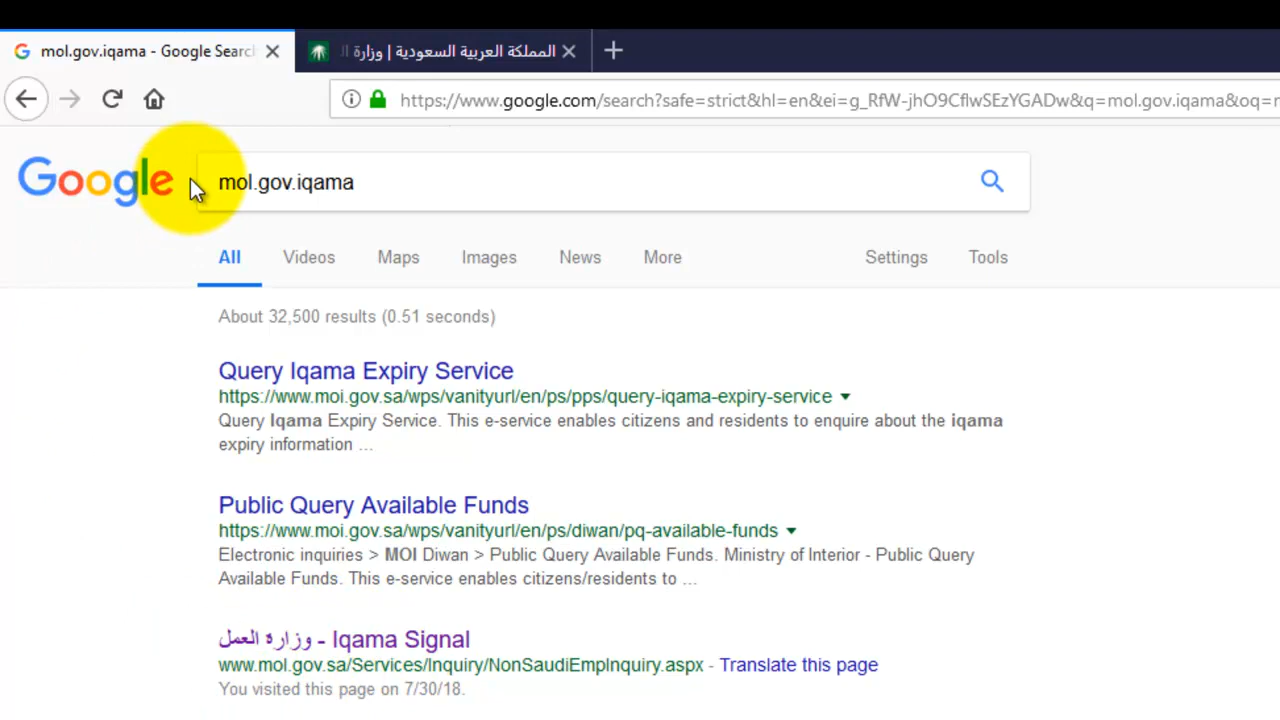 mol.gov.iqama - Google Searc
المملكة العربية السعودية | وزارة ال
https://www.google.com/search?safe=strict&hl=en&ei=g_RfW-jhO9CflwSEzYGADw&q=mol.gov.iqama&oq=
Google
mol.gov.iqama
All Videos Maps Images News More Settings Tools
About 32,500 results (0.51 seconds)
Query Iqama Expiry Service
https://www.moi.gov.sa/wps/vanityurl/en/ps/pps/query-iqama-expiry-service
Query Iqama Expiry Service. This e-service enables citizens and residents to enquire about the iqama
expiry information ...
Public Query Available Funds
https://www.moi.gov.sa/wps/vanityurl/en/ps/diwan/pq-available-funds
Electronic inquiries > MOI Diwan > Public Query Available Funds. Ministry of Interior - Public Query
Available Funds. This e-service enables citizens/residents to ...
وزارة العمل - Iqama Signal
www.mol.gov.sa/Services/Inquiry/NonSaudiEmpInquiry.aspx - Translate this page
You visited this page on 7/30/18.